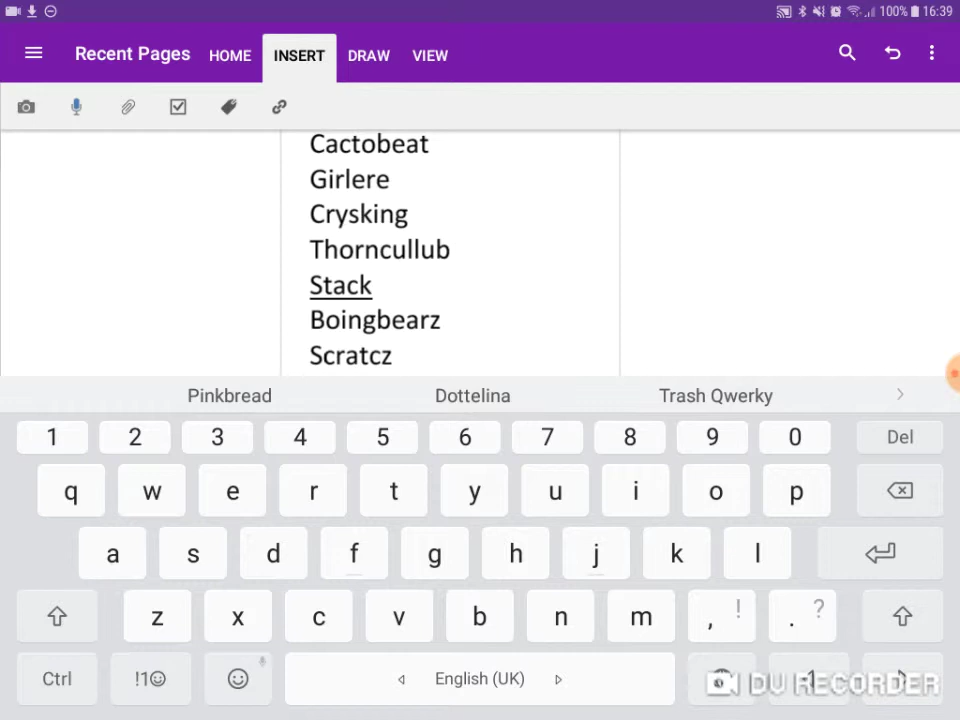 100% 16:39
Recent Pages HOME INSERT DRAW VIEW
Cactobeat
Girlere
Crysking
Thorncullub
Stack
Boingbearz
Scratcz
Pinkbread Dottelina Trash Qwerky
1 2 3 4 5 6 7 8 9 0 Del
q w e r t y u i o p
a s d f g h j k l
z x c v b n m , ! . ?
Ctrl !1☺ English (UK)
DU RECORDER